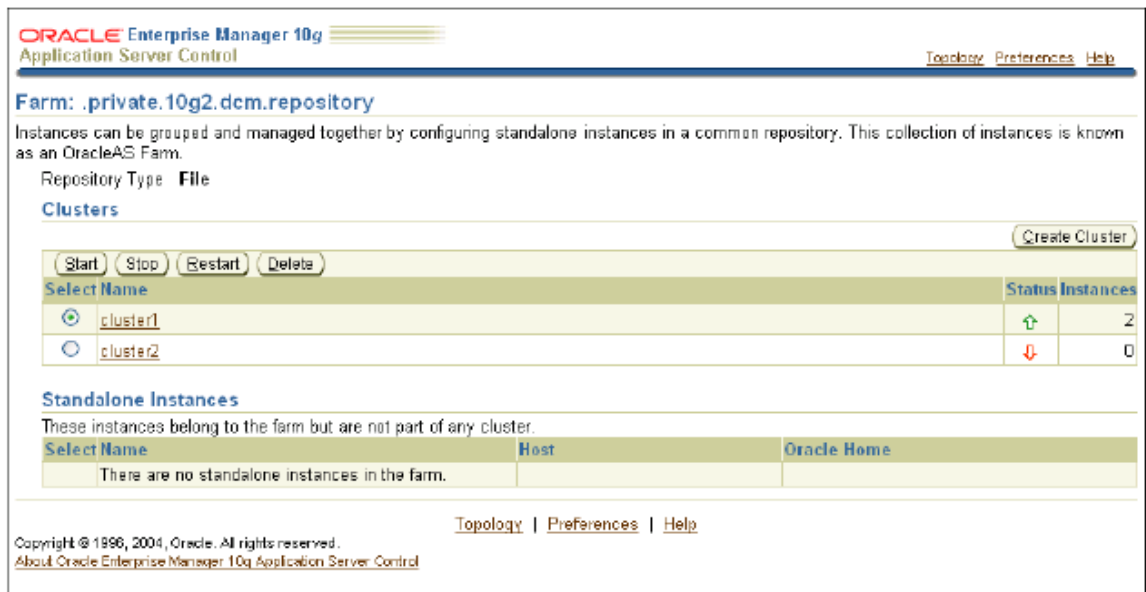 ORACLE Enterprise Manager 10g
Application Server Control
Topology Preferences Help
Farm: .private.10g2.dcm.repository
Instances can be grouped and managed together by configuring standalone instances in a common repository. This collection of instances is known
as an OracleAS Farm.
Repository Type File
Clusters
Create Cluster
Start Stop Restart Delete
Select Name Status Instances
cluster1 2
cluster2 0
Standalone Instances
These instances belong to the farm but are not part of any cluster.
Select Name Host Oracle Home
There are no standalone instances in the farm.
Topology | Preferences | Help
Copyright © 1996, 2004, Oracle. All rights reserved.
About Oracle Enterprise Manager 10g Application Server Control